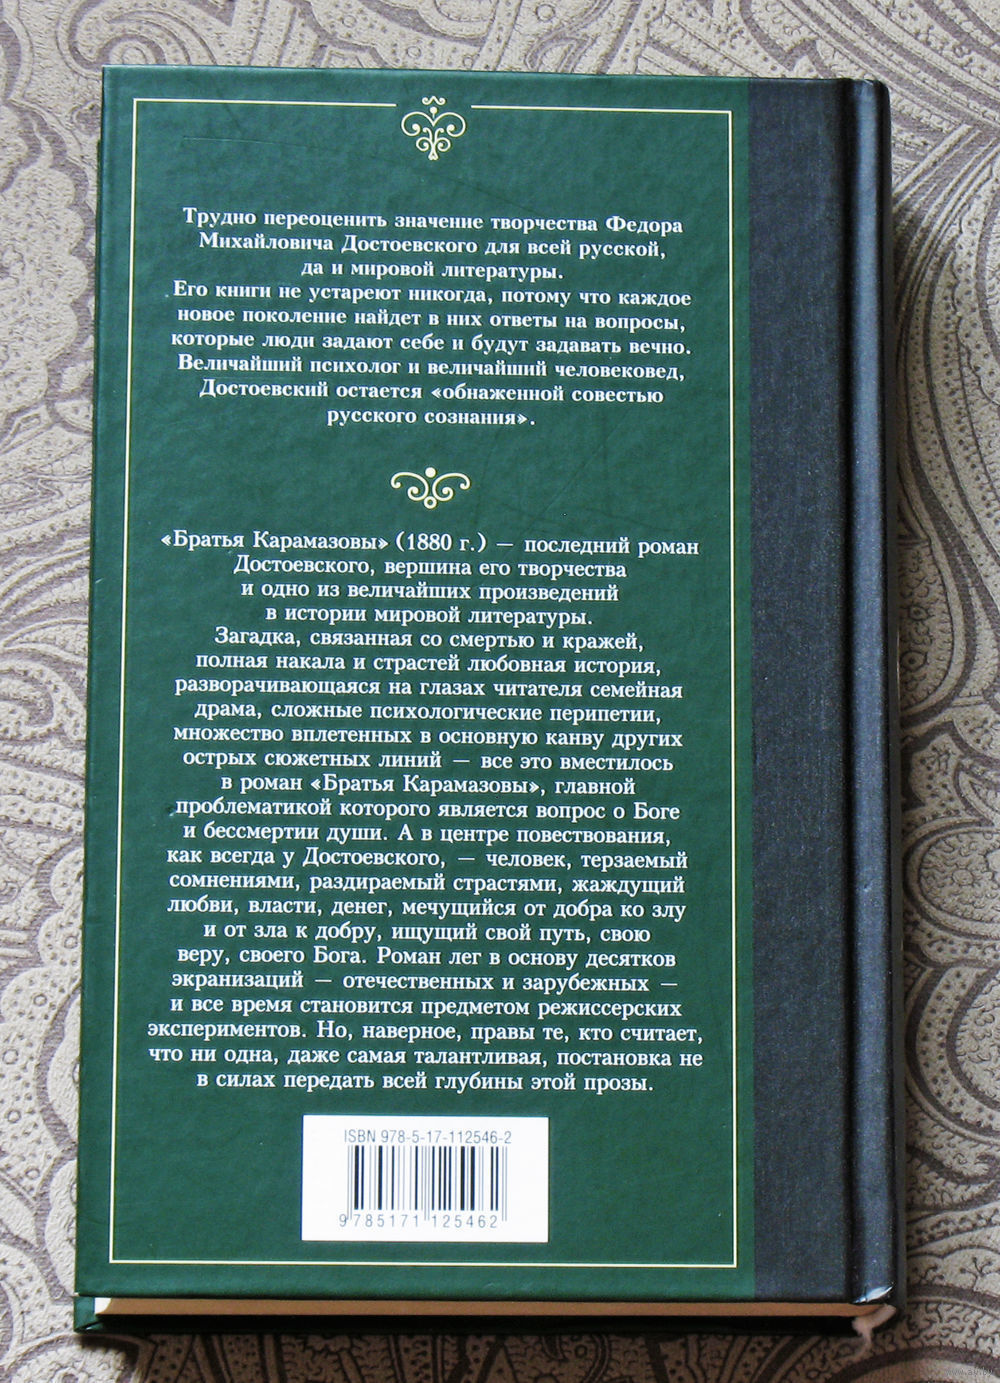 Трудно переоценить значение творчества Федора
Михайловича Достоевского для всей русской,
да и мировой литературы.
Его книги не устареют никогда, потому что каждое
новое поколение найдет в них ответы на вопросы,
которые люди задают себе и будут задавать вечно.
Величайший психолог и величайший человековед,
Достоевский остается «обнаженной совестью
русского сознания».
«Братья Карамазовы» (1880 г.) — последний роман
Достоевского, вершина его творчества
и одно из величайших произведений
в истории мировой литературы.
Загадка, связанная со смертью и кражей,
полная накала и страстей любовная история,
разворачивающаяся на глазах читателя семейная
драма, сложные психологические перипетии,
множество вплетенных в основную канву других
острых сюжетных линий — все это вместилось
в роман «Братья Карамазовы», главной
проблематикой которого является вопрос о Боге
и бессмертии души. А в центре повествования,
как всегда у Достоевского, — человек, терзаемый
сомнениями, раздираемый страстями, жаждущий
любви, власти, денег, мечущийся от добра ко злу
и от зла к добру, ищущий свой путь, свою
веру, своего Бога. Роман лег в основу десятков
экранизаций — отечественных и зарубежных —
и все время становится предметом режиссерских
экспериментов. Но, наверное, правы те, кто считает,
что ни одна, даже самая талантливая, постановка не
в силах передать всей глубины этой прозы.
ISBN 978-5-17-112546-2
9 785171 125462